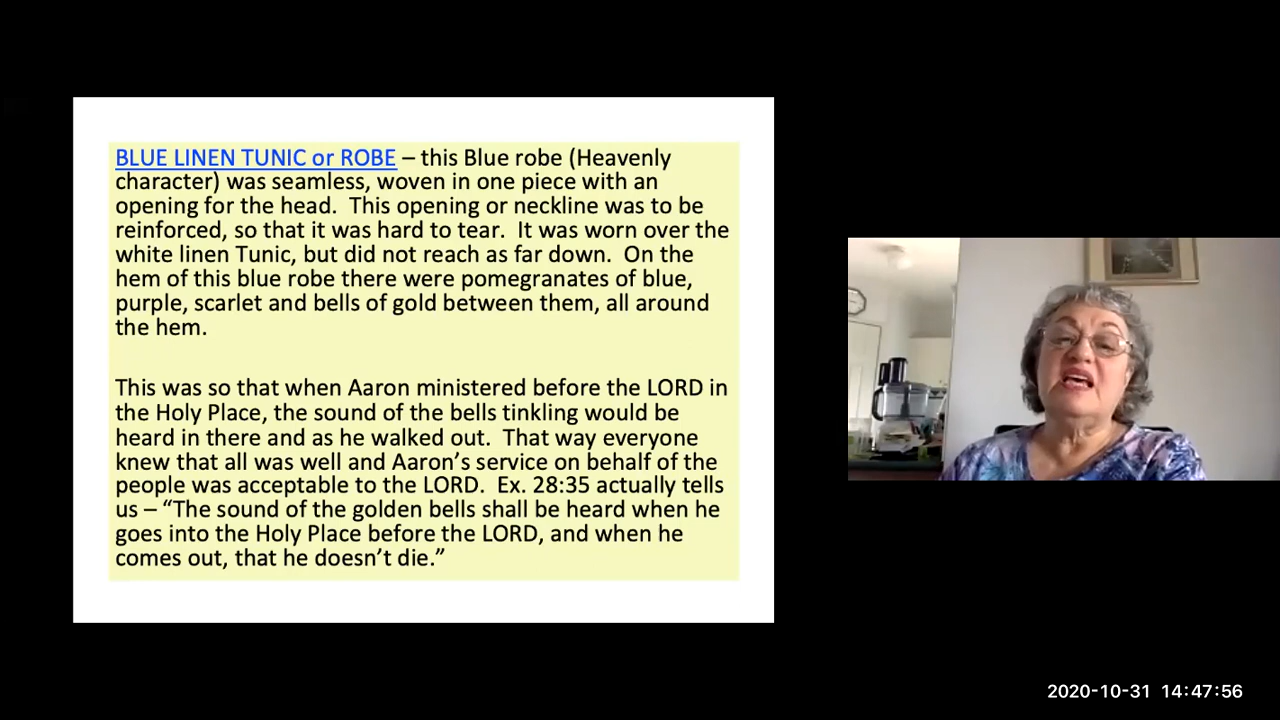 BLUE LINEN TUNIC or ROBE – this Blue robe (Heavenly
character) was seamless, woven in one piece with an
opening for the head.  This opening or neckline was to be
reinforced, so that it was hard to tear.  It was worn over the
white linen Tunic, but did not reach as far down.  On the
hem of this blue robe there were pomegranates of blue,
purple, scarlet and bells of gold between them, all around
the hem.
This was so that when Aaron ministered before the LORD in
the Holy Place, the sound of the bells tinkling would be
heard in there and as he walked out.  That way everyone
knew that all was well and Aaron’s service on behalf of the
people was acceptable to the LORD.  Ex. 28:35 actually tells
us – “The sound of the golden bells shall be heard when he
goes into the Holy Place before the LORD, and when he
comes out, that he doesn’t die.”
2020-10-31 14:47:56